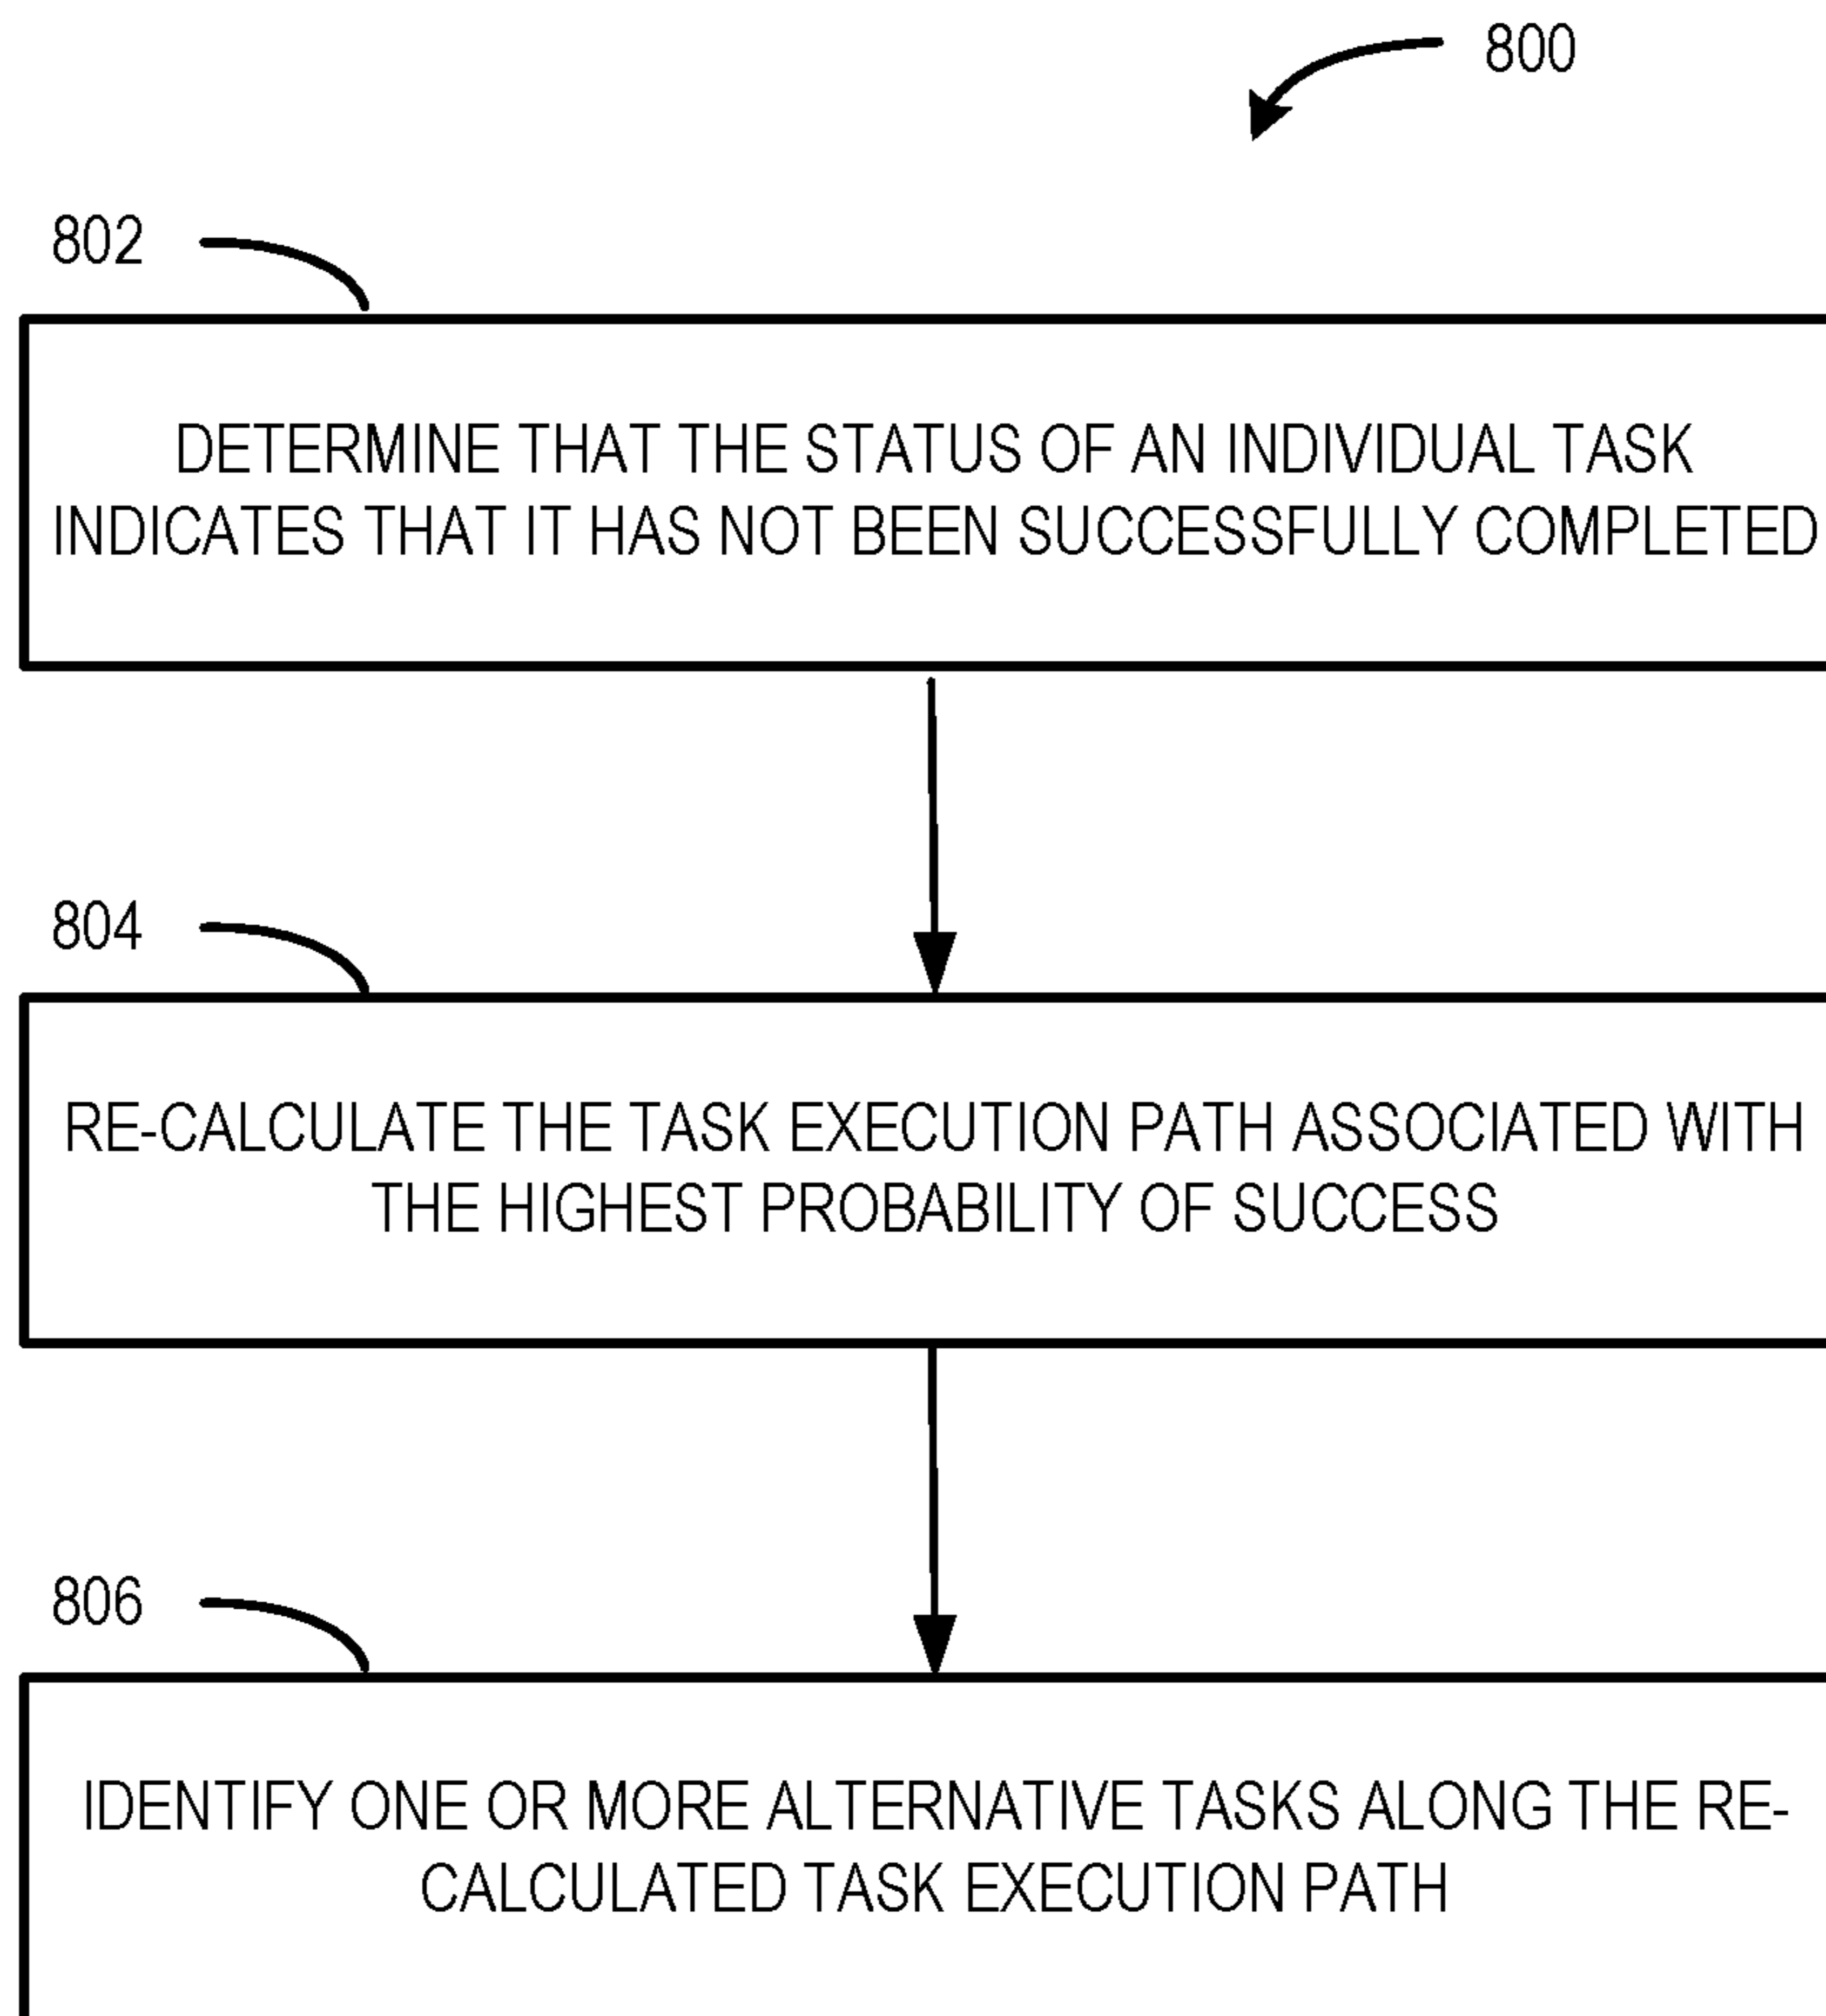 800
802
DETERMINE THAT THE STATUS OF AN INDIVIDUAL TASK
INDICATES THAT IT HAS NOT BEEN SUCCESSFULLY COMPLETED
804
RE-CALCULATE THE TASK EXECUTION PATH ASSOCIATED WITH
THE HIGHEST PROBABILITY OF SUCCESS
806
IDENTIFY ONE OR MORE ALTERNATIVE TASKS ALONG THE RE-
CALCULATED TASK EXECUTION PATH